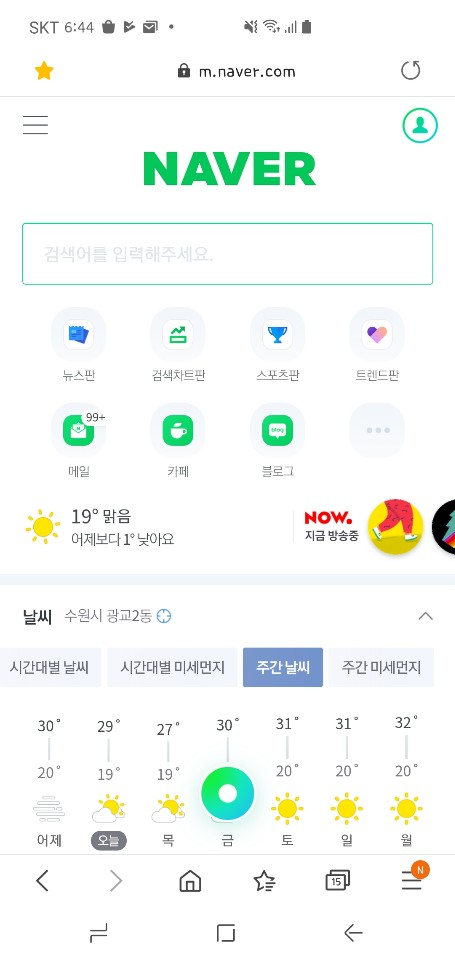 SKT 6:44
m.naver.com
NAVER
검색어를 입력해주세요.
뉴스판 검색차트판 스포츠판 트렌드판
99+
메일 카페 blog 블로그
19° 맑음
어제보다 1° 낮아요
NOW.
지금 방송중
날씨 수원시 광교2동
시간대별 날씨 시간대별 미세먼지 주간 날씨 주간 미세먼지
30° 29° 27° 30° 31° 31° 32°
20° 19° 19° 20° 20° 20°
어제 오늘 목 금 토 일 월
15 N